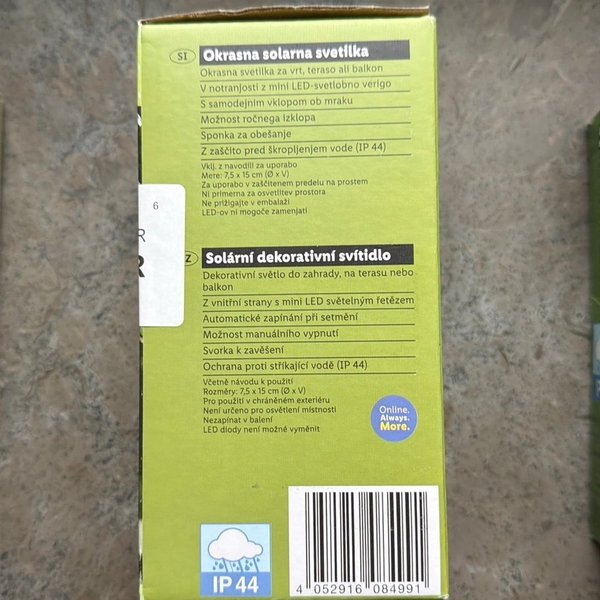 SI Okrasna solarna svetilka
Okrasna svetilka za vrt, teraso ali balkon
V notranjosti z mini LED-svetlobno verigo
S samodejnim vklopom ob mraku
Možnost ročnega izklopa
Sponka za obešanje
Z zaščito pred škropljenjem vode (IP 44)
Vklj. z navodili za uporabo
Mere: 7,5 x 15 cm (Ø x V)
Za uporabo v zaščitenem predelu na prostem
Ni primerna za osvetlitev prostora
Ne prižigajte v embalaži
LED-ov ni mogoče zamenjati
6
R
R
Z Solární dekorativní svítidlo
Dekorativní světlo do zahrady, na terasu nebo
balkon
Z vnitřní strany s mini LED světelným řetězem
Automatické zapínání při setmění
Možnost manuálního vypnutí
Svorka k zavěšení
Ochrana proti stříkající vodě (IP 44)
Včetně návodu k použití
Rozměry: 7,5 x 15 cm (Ø x V)
Pro použití v chráněném exteriéru
Není určeno pro osvětlení místnosti
Nezapínat v balení
LED diody není možné vyměnit
Online.
Always.
More.
IP 44
4 052916 084991